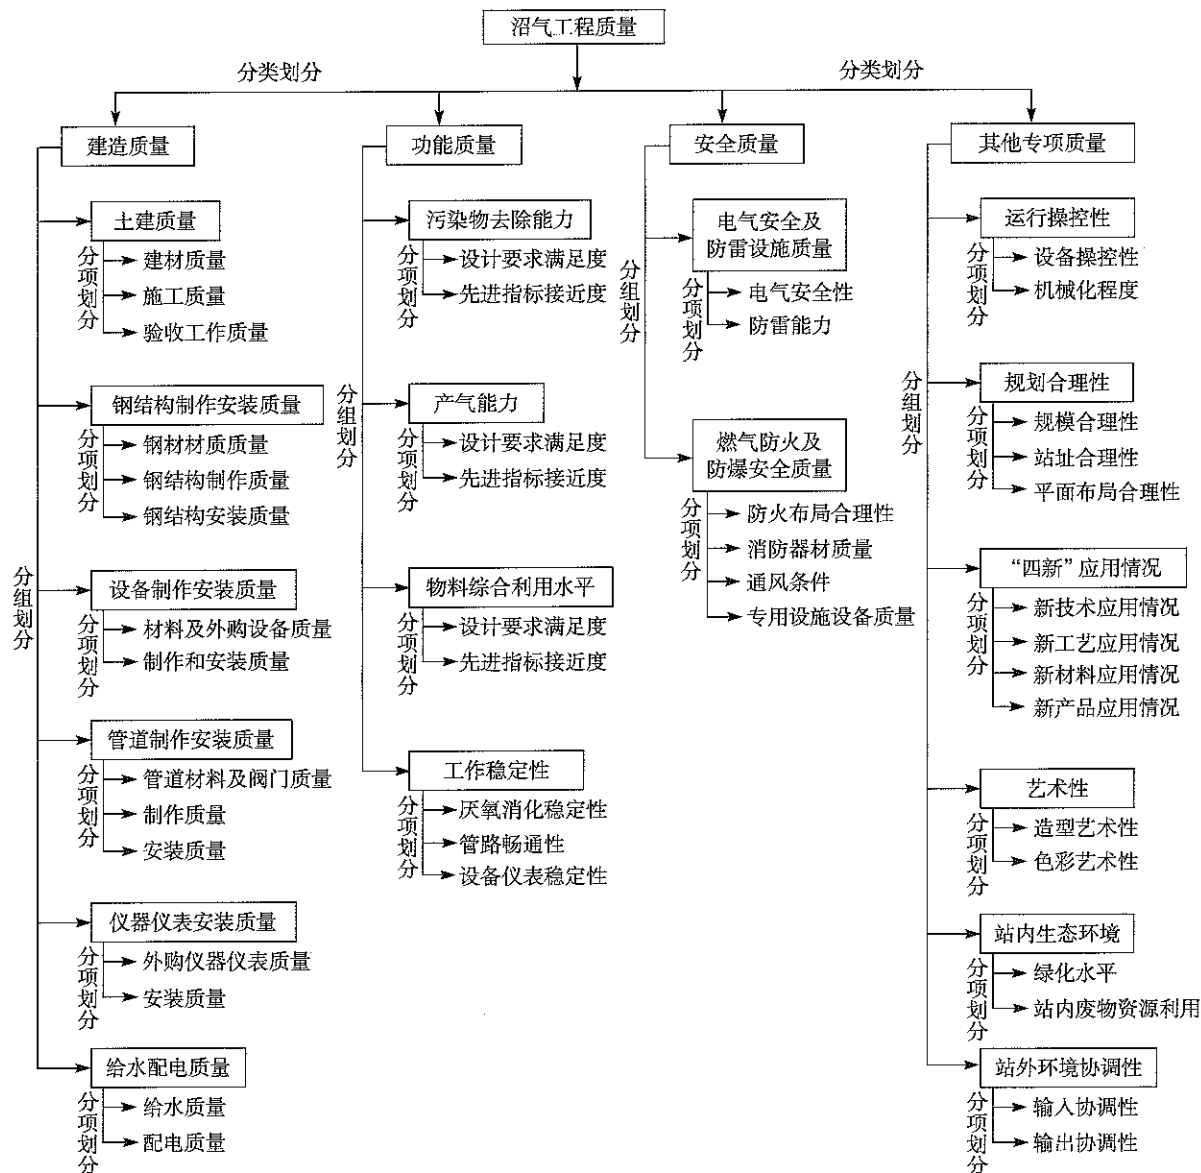 沼气工程质量
分类划分
分类划分
建造质量
土建质量
分项划分
建材质量
施工质量
验收工作质量
钢结构制作安装质量
分项划分
钢材材质质量
钢结构制作质量
钢结构安装质量
分组划分
设备制作安装质量
分项划分
材料及外购设备质量
制作和安装质量
管道制作安装质量
分项划分
管道材料及阀门质量
制作质量
安装质量
仪器仪表安装质量
分项划分
外购仪器仪表质量
安装质量
给水配电质量
分项划分
给水质量
配电质量
功能质量
污染物去除能力
分项划分
设计要求满足度
先进指标接近度
分组划分
产气能力
分项划分
设计要求满足度
先进指标接近度
物料综合利用水平
分项划分
设计要求满足度
先进指标接近度
工作稳定性
分项划分
厌氧消化稳定性
管路畅通性
设备仪表稳定性
安全质量
分组划分
电气安全及
防雷设施质量
分项划分
电气安全性
防雷能力
燃气防火及
防爆安全质量
分项划分
防火布局合理性
消防器材质量
通风条件
专用设施设备质量
其他专项质量
运行操控性
分项划分
设备操控性
机械化程度
分组划分
规划合理性
分项划分
规模合理性
站址合理性
平面布局合理性
“四新”应用情况
分项划分
新技术应用情况
新工艺应用情况
新材料应用情况
新产品应用情况
艺术性
分项划分
造型艺术性
色彩艺术性
站内生态环境
分项划分
绿化水平
站内废物资源利用
站外环境协调性
分项划分
输入协调性
输出协调性